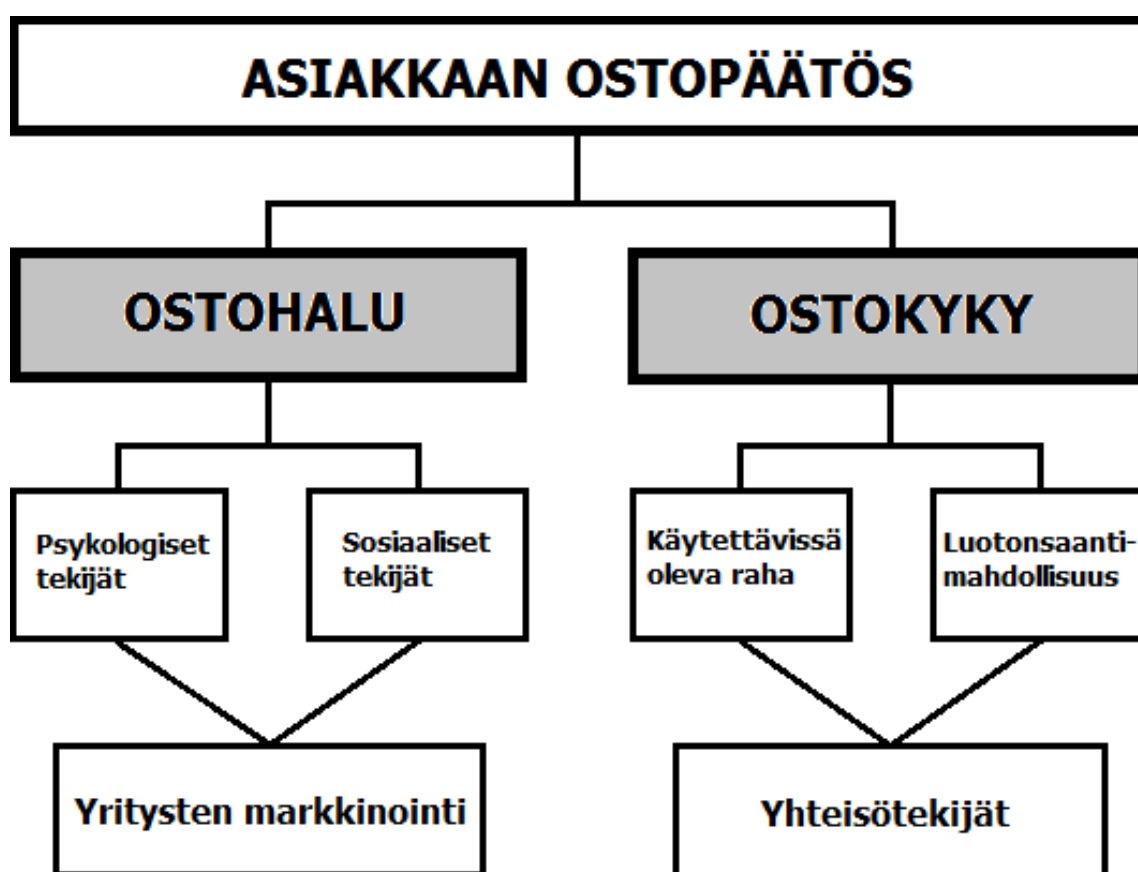 ASIAKKAAN OSTOPÄÄTÖS
OSTOHALU
OSTOKYKY
Psykologiset
tekijät
Sosiaaliset
tekijät
Käytettävissä
oleva raha
Luotonsaanti-
mahdollisuus
Yritysten markkinointi
Yhteisötekijät